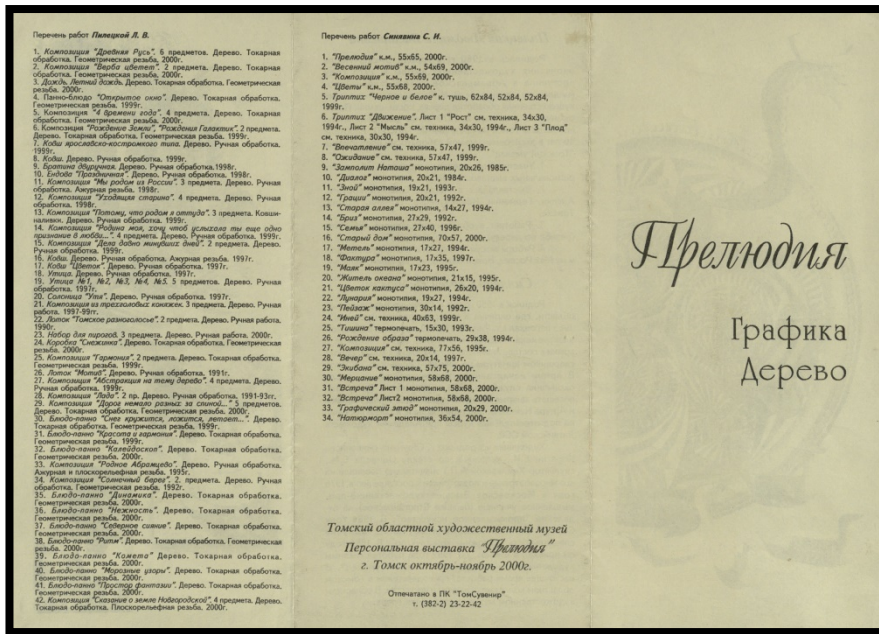 Перечень работ Пилецкой Л. В.
1. Композиция "Древняя Русь". 6 предметов. Дерево. Токарная
обработка. Геометрическая резьба, 2000г.
2. Композиция "Верба цветет". 2 предмета. Дерево. Токарная
обработка. Геометрическая резьба, 2000г.
3. Дождь. Летний дождь. Дерево. Токарная обработка. Геометрическая
резьба. 2000г.
4. Панно-блюдо "Открытое окно". Дерево. Токарная обработка.
Геометрическая резьба. 1999г.
5. Композиция "4 времени года". 4 предмета. Дерево. Токарная
обработка. Геометрическая резьба, 2000г.
6. Композиция "Рождение Земли", "Рождения Галактик". 2 предмета.
Дерево. Токарная обработка. Геометрическая резьба. 1999г.
7. Ковш ярославско-костромкого типа. Дерево. Ручная обработка.
1999г.
8. Ковш. Дерево. Ручная обработка. 1999г.
9. Братина двуручная. Дерево. Ручная обработка, 1998г.
10. Ендова "Праздничная". Дерево. Ручная обработка, 1998г.
11. Композиция "Мы родом из России". 3 предмета. Дерево. Ручная
обработка. Ажурная резьба. 1998г.
12. Композиция "Уходящая старина". 4 предмета. Дерево. Ручная
обработка. 1998г.
13. Композиция "Потому, что родом я оттуда". 3 предмета. Ковши-
наливки. Дерево. Ручная обработка. 1999г.
14. Композиция "Родина моя, хочу чтоб услыхала ты еще одно
признание в любви...". 4 предмета. Дерево. Ручная обработка, 1999г.
15. Композиция "Дела давно минувших дней". 2 предмета. Дерево.
Ручная обработка. 1999г.
16. Ковш. Дерево. Ручная обработка. Ажурная резьба. 1997г.
17. Ковш "Цветок". Дерево. Ручная обработка. 1997г.
18. Утица. Дерево. Ручная обработка. 1997г.
19. Утица №1, №2, №3, №4, №5. 5 предметов. Дерево. Ручная
обработка. 1997г.
20. Солоница "Утя". Дерево. Ручная обработка. 1997г.
21. Композиция из трехголовых конюжек. 3 предмета. Дерево. Ручная
работа. 1997-99гг.
22. Лоток "Томское разноголосье". 2 предмета. Дерево. Ручная работа.
1990г.
23. Набор для пирогов. 3 предмета. Дерево. Ручная работа. 2000г.
24. Коробка "Снежинка". Дерево. Токарная обработка. Геометрическая
резьба. 2000г.
25. Композиция "Гармония". 2 предмета. Дерево. Токарная обработка.
Геометрическая резьба. 1999г.
26. Лоток "Мотив". Дерево. Ручная обработка. 1991г.
27. Композиция "Абстракция на тему дерево". 4 предмета. Дерево.
Ручная обработка. 1999г.
28. Композиция "Лада". 2 пр. Дерево. Ручная обработка. 1991-93гг.
29. Композиция "Дорог немало разных за спиной..." 5 предметов.
Дерево. Токарная обработка, Геометрическая резьба, 2000г.
30. Блюдо-панно "Снег кружится, ложится, летает...". Дерево.
Токарная обработка. Геометрическая резьба. 1999г.
31. Блюдо-панно "Красота и гармония". Дерево. Токарная обработка.
Геометрическая резьба. 1999г.
32. Блюдо-панно "Калейдоскоп". Дерево. Токарная обработка.
Геометрическая резьба. 2000г.
33. Композиция "Родное Абрамцево". Дерево. Ручная обработка.
Ажурная и плоскорельефная резьба. 1995г.
34. Композиция "Солнечный Берег". 2. предмета. Дерево. Ручная
обработка, Геометрическая резьба. 1992г.
35. Блюдо-панно "Динамика". Дерево. Токарная обработка.
Геометрическая резьба. 2000г.
36. Блюдо-панно "Нежность". Дерево. Токарная обработка.
Геометрическая резьба. 2000г.
37. Блюдо-панно "Северное сияние". Дерево. Токарная обработка.
Геометрическая резьба. 2000г.
38. Блюдо-панно "Ритм". Дерево. Токарная обработка. Геометрическая
резьба. 2000г.
39. Блюдо-панно "Комета" Дерево. Токарная обработка.
Геометрическая резьба. 2000г.
40. Блюдо-панно "Морозные узоры". Дерево. Токарная обработка.
Геометрическая резьба. 2000г.
41. Блюдо-панно "Простор фантазии". Дерево. Токарная обработка.
Геометрическая резьба. 2000г.
42. Композиция "Сказание о земле Новгородской". 4 предмета. Дерево.
Токарная обработка. Плоскорельефная резьба. 2000г.
Перечень работ Синявина С. И.
1. "Прелюдия" к.м., 55х65, 2000г.
2. "Весенний мотив" к.м., 54х69, 2000г.
3. "Композиция" к.м., 55х69, 2000г.
4. "Цветы" к.м., 55х68, 2000г.
5. Триптих "Черное и белое" к. тушь, 62х84, 52х84, 52х84,
1999г.
6. Триптих "Движение". Лист 1 "Рост" см. техника, 34х30,
1994г., Лист 2 "Мысль" см. техника, 34х30, 1994г., Лист 3 "Плод"
см. техника, 30х30, 1994г.
7. "Впечатление" см. техника, 57х47, 1999г.
8. "Ожидание" см. техника, 57х47, 1999г.
9. "Замполит Наташа" монотипия, 20х26, 1985г.
10. "Диалог" монотипия, 20х21, 1984г.
11. "Зной" монотипия, 19х21, 1993г.
12. "Грации" монотипия, 20х21, 1992г.
13. "Старая аллея" монотипия, 14х27, 1994г.
14. "Бриз" монотипия, 27х29, 1992г.
15. "Семья" монотипия, 27х40, 1996г.
16. "Старый дом" монотипия, 70х57, 2000г.
17. "Метель" монотипия, 17х27, 1994г.
18. "Фактура" монотипия, 17х35, 1997г.
19. "Маяк" монотипия, 17х23, 1995г.
20. "Житель океана" монотипия, 21х15, 1995г.
21. "Цветок кактуса" монотипия, 26х20, 1994г.
22. "Лунария" монотипия, 19х27, 1994г.
23. "Пейзаж" монотипия, 30х14, 1992г.
24. "Иней" см. техника, 40х63, 1999г.
25. "Тишина" термопечать, 15х30, 1993г.
26. "Рождение образа" термопечать, 29х38, 1994г.
27. "Композиция" см. техника, 77х56, 1995г.
28. "Вечер" см. техника, 20х14, 1997г.
29. "Экибана" см. техника, 57х75, 2000г.
30. "Мерцание" монотипия, 58х68, 2000г.
31. "Встреча" Лист 1 монотипия, 58х68, 2000г.
32. "Встреча" Лист2 монотипия, 58х68, 2000г.
33. "Графический этюд" монотипия, 20х29, 2000г.
34. "Натюрморт" монотипия, 36х54, 2000г.
Томский областной художественный музей
Персональная выставка "Прелюдия"
г. Томск октябрь-ноябрь 2000г.
Отпечатано в ПК "ТомСувенир"
т. (382-2) 23-22-42
Прелюдия
Графика
Дерево